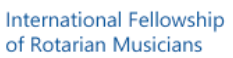 International Fellowship
of Rotarian Musicians